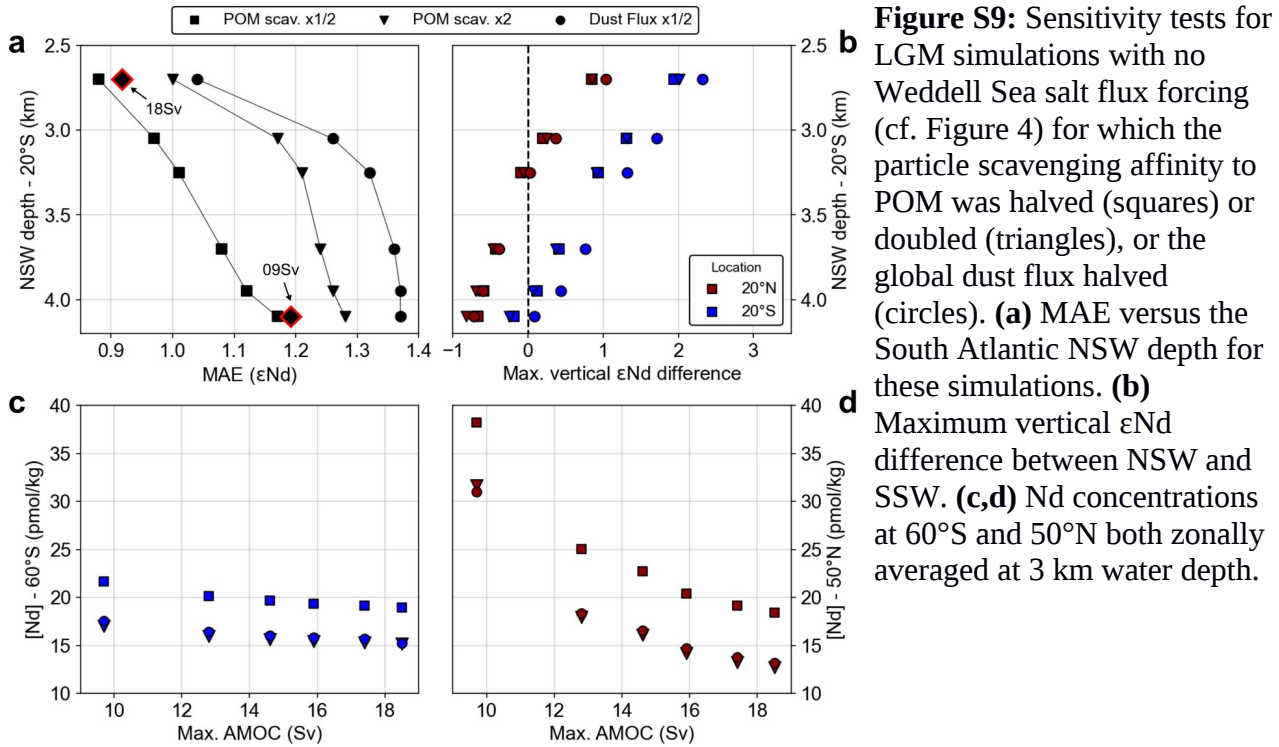 POM scav. x1/2 POM scav. x2 Dust Flux x1/2
a
2.5
3.0
3.5
4.0
NSW depth - 20°S (km)
18Sv
09Sv
0.9 1.0 1.1 1.2 1.3 1.4
MAE (εNd)
b
2.5
3.0
3.5
4.0
NSW depth - 20°S (km)
Location
20°N
20°S
−1 0 1 2 3
Max. vertical εNd difference
c
40
35
30
25
20
15
10
[Nd] - 60°S (pmol/kg)
10 12 14 16 18
Max. AMOC (Sv)
d
40
35
30
25
20
15
10
[Nd] - 50°N (pmol/kg)
10 12 14 16 18
Max. AMOC (Sv)
Figure S9: Sensitivity tests for
LGM simulations with no
Weddell Sea salt flux forcing
(cf. Figure 4) for which the
particle scavenging affinity to
POM was halved (squares) or
doubled (triangles), or the
global dust flux halved
(circles). (a) MAE versus the
South Atlantic NSW depth for
these simulations. (b)
Maximum vertical εNd
difference between NSW and
SSW. (c,d) Nd concentrations
at 60°S and 50°N both zonally
averaged at 3 km water depth.